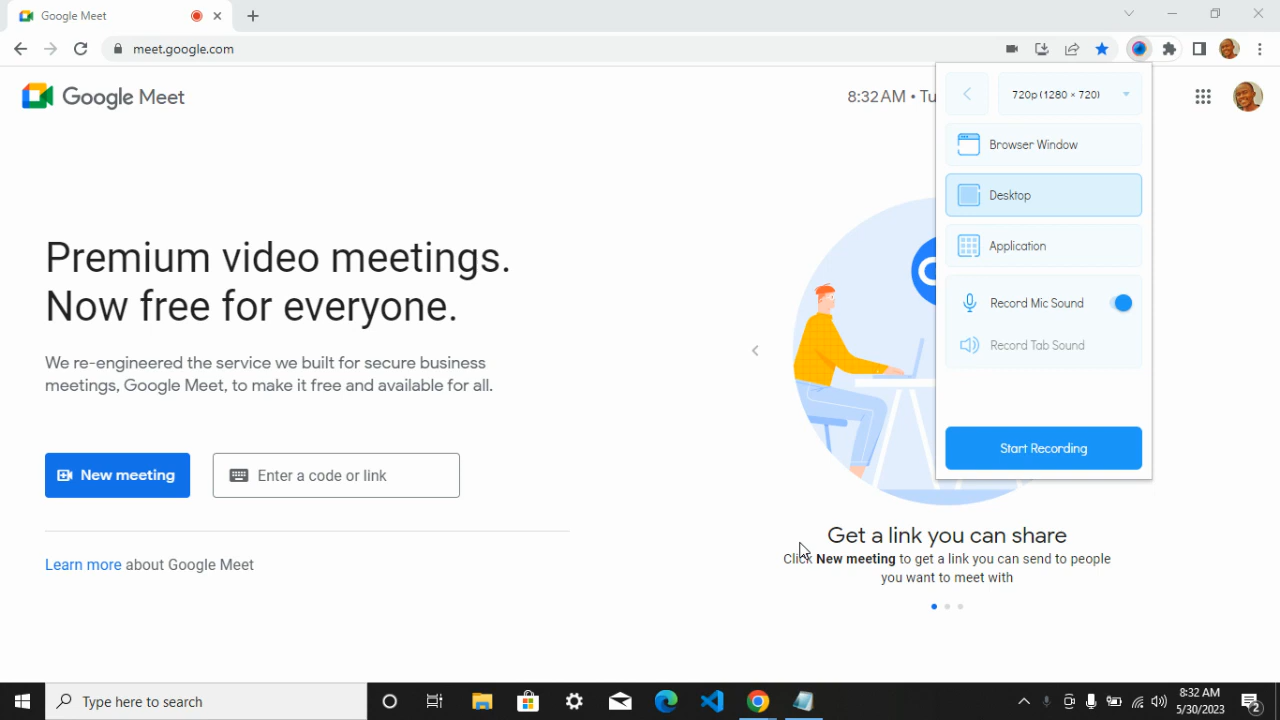 Google Meet
meet.google.com
Google Meet
8:32 AM • Tu
720p (1280 × 720)
Browser Window
Desktop
Application
Record Mic Sound
Record Tab Sound
Start Recording
Premium video meetings.
Now free for everyone.
We re-engineered the service we built for secure business
meetings, Google Meet, to make it free and available for all.
New meeting
Enter a code or link
Learn more about Google Meet
Get a link you can share
Click New meeting to get a link you can send to people
you want to meet with
Type here to search
8:32 AM
5/30/2023
2